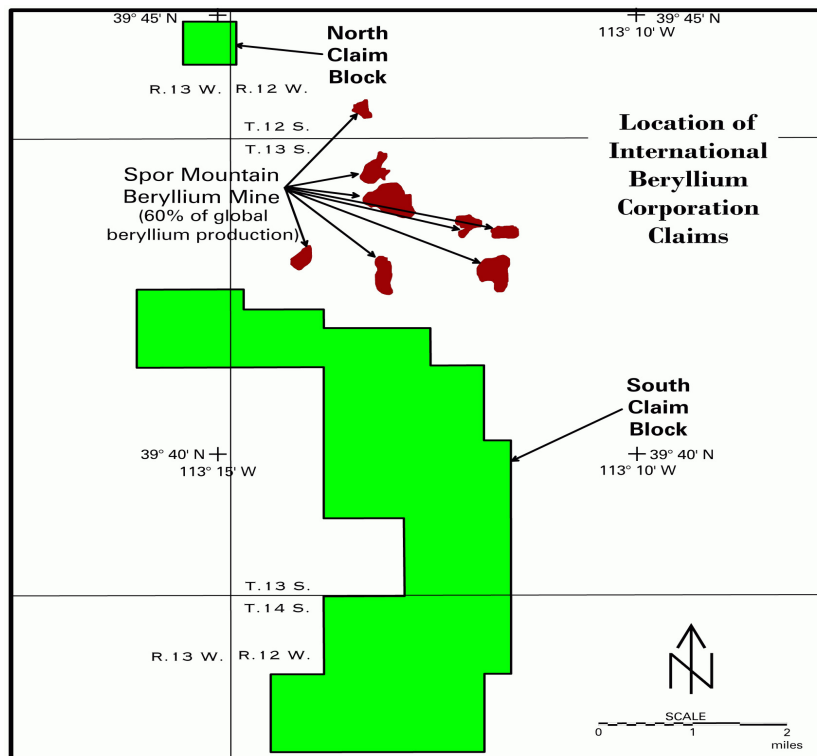 39° 45' N
39° 45' N
113° 10' W
North
Claim
Block
R.13 W.
R.12 W.
T.12 S.
T.13 S.
Location of
International
Beryllium
Corporation
Claims
Spor Mountain
Beryllium Mine
(60% of global
beryllium production)
South
Claim
Block
39° 40' N
113° 15' W
39° 40' N
113° 10' W
T.13 S.
T.14 S.
R.13 W.
R.12 W.
N
SCALE
0 1 2
miles